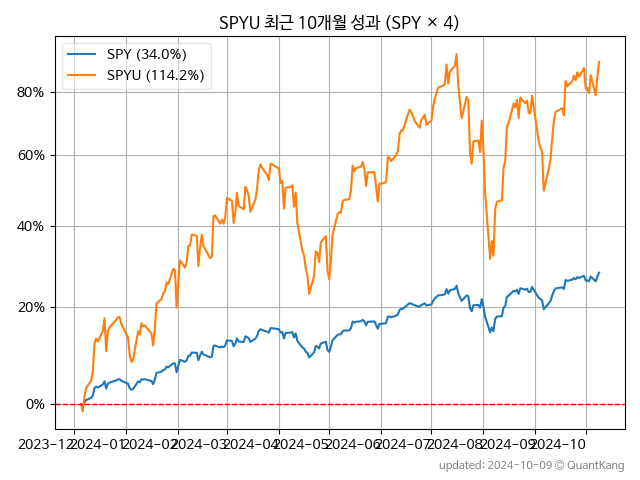 SPYU 최근 10개월 성과 (SPY × 4)
SPY (34.0%)
SPYU (114.2%)
80%
60%
40%
20%
0%
2023-12 2024-01 2024-02 2024-03 2024-04 2024-05 2024-06 2024-07 2024-08 2024-09 2024-10
updated: 2024-10-09 © QuantKang